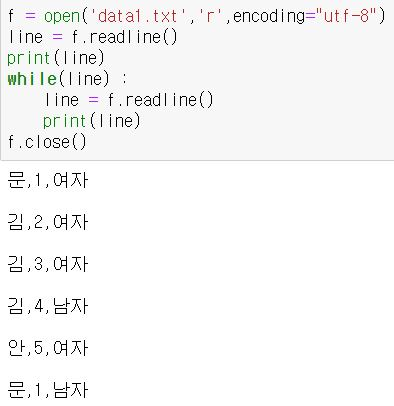 f = open('data1.txt','r',encoding="utf-8")
line = f.readline()
print(line)
while(line) :
    line = f.readline()
    print(line)
f.close()
문,1,여자
김,2,여자
김,3,여자
김,4,남자
안,5,여자
문,1,남자